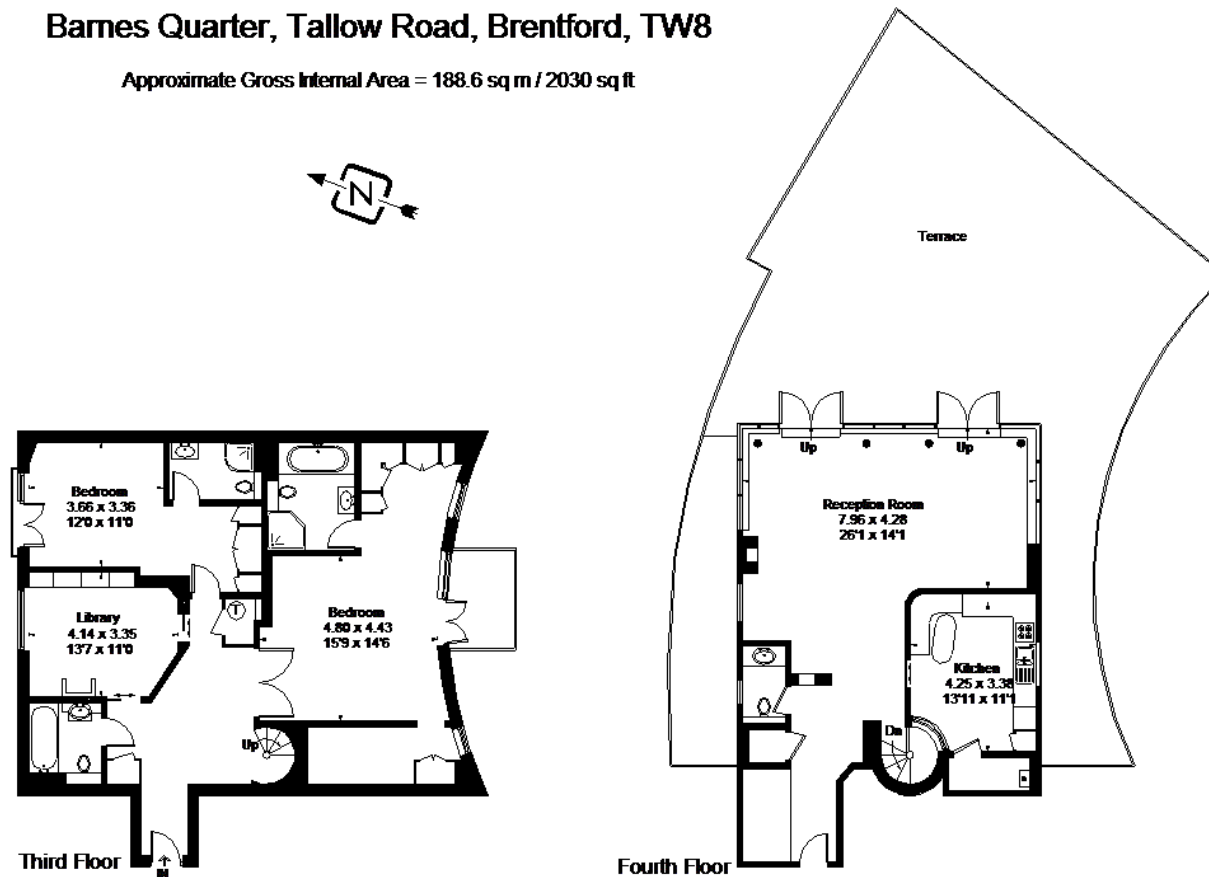 Barnes Quarter, Tallow Road, Brentford, TW8
Approximate Gross Internal Area = 188.6 sq m / 2030 sq ft
N
Terrace
Up
Up
Bedroom
3.66 x 3.36
12'0 x 11'0
Reception Room
7.96 x 4.28
26'1 x 14'1
Library
4.14 x 3.35
13'7 x 11'0
T
Bedroom
4.80 x 4.43
15'9 x 14'6
Kitchen
4.25 x 3.38
13'11 x 11'1
Up
Dn
Third Floor
IN
Fourth Floor